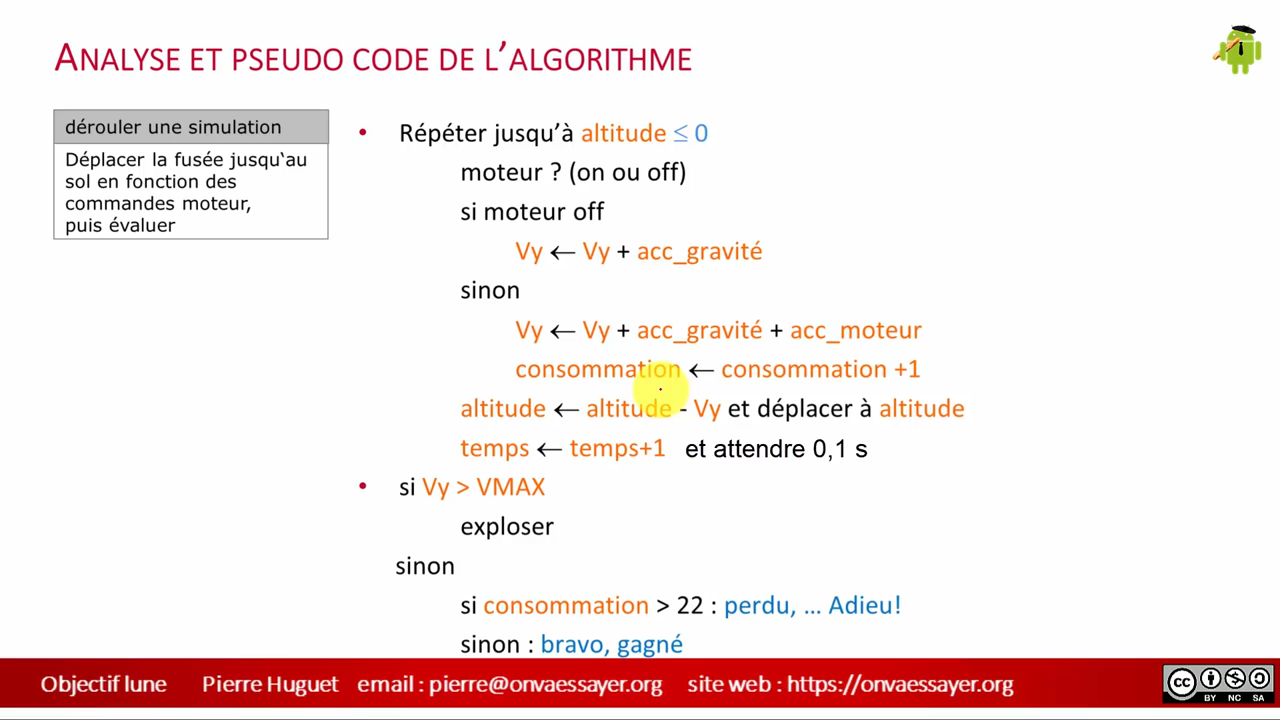 ANALYSE ET PSEUDO CODE DE L’ALGORITHME
dérouler une simulation
Déplacer la fusée jusqu‘au
sol en fonction des
commandes moteur,
puis évaluer
• Répéter jusqu’à altitude ≤ 0
moteur ? (on ou off)
si moteur off
Vy ← Vy + acc_gravité
sinon
Vy ← Vy + acc_gravité + acc_moteur
consommation ← consommation +1
altitude ← altitude - Vy et déplacer à altitude
temps ← temps+1 et attendre 0,1 s
• si Vy > VMAX
exploser
sinon
si consommation > 22 : perdu, ... Adieu!
sinon : bravo, gagné
Objectif lune Pierre Huguet email : pierre@onvaessayer.org site web : https://onvaessayer.org
cc BY NC SA